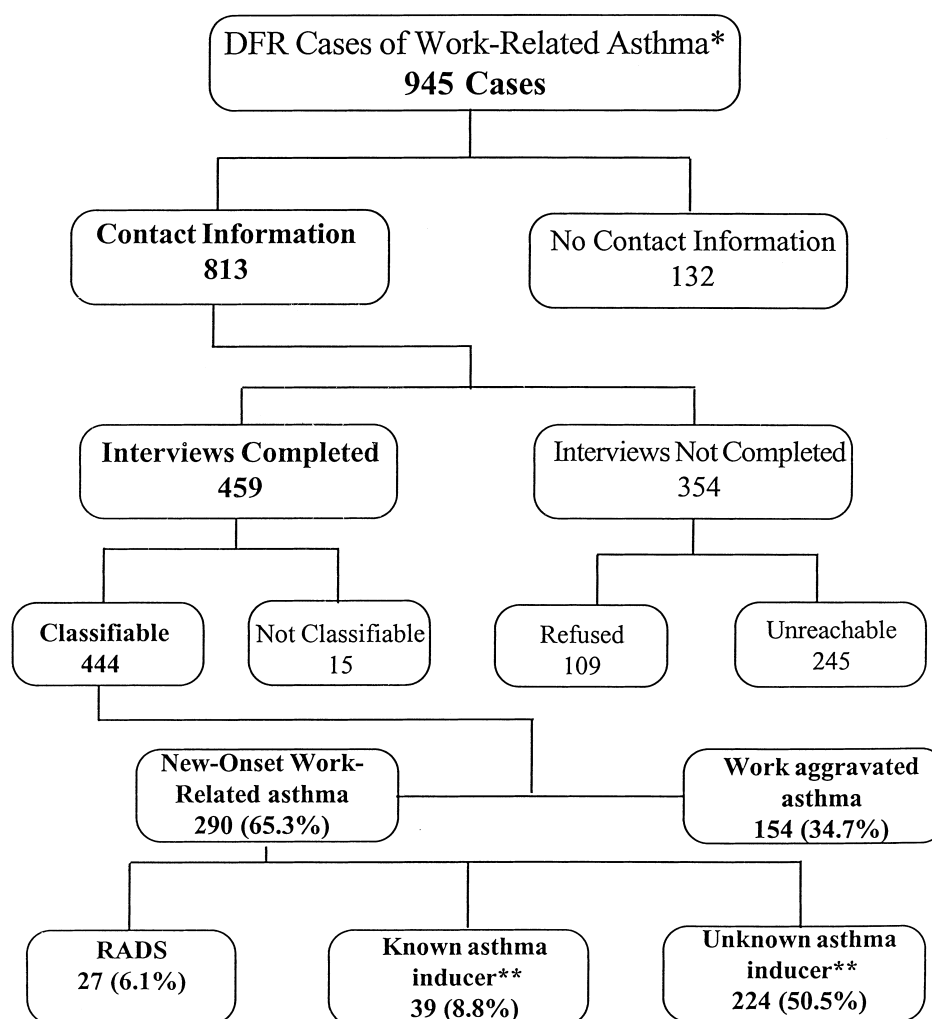 DFR Cases of Work-Related Asthma*
945 Cases
Contact Information
813
No Contact Information
132
Interviews Completed
459
Interviews Not Completed
354
Classifiable
444
Not Classifiable
15
Refused
109
Unreachable
245
New-Onset Work-
Related asthma
290 (65.3%)
Work aggravated
asthma
154 (34.7%)
RADS
27 (6.1%)
Known asthma
inducer**
39 (8.8%)
Unknown asthma
inducer**
224 (50.5%)